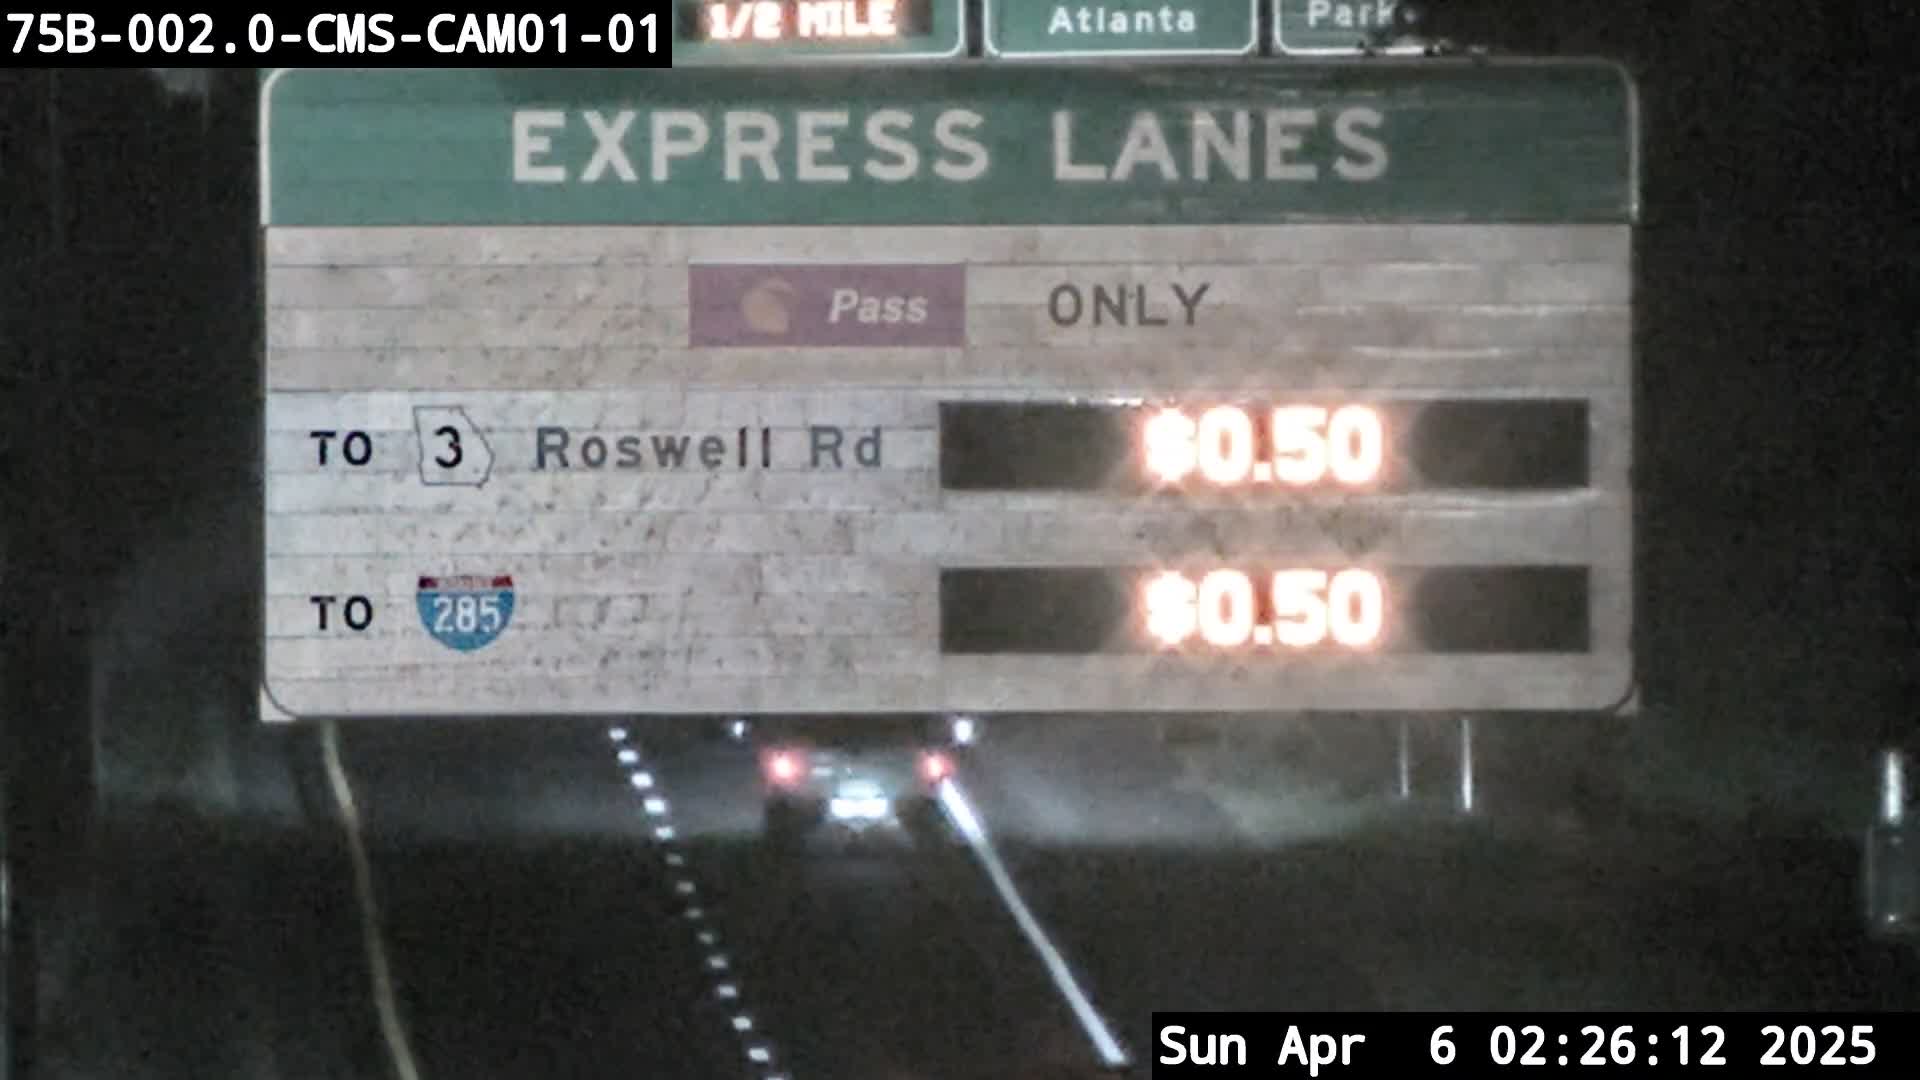 75B-002.0-CMS-CAM01-01
1/2 MILE
Atlanta
Park
EXPRESS LANES
Pass ONLY
TO 3 Roswell Rd $0.50
TO 285 $0.50
Sun Apr 6 02:26:12 2025